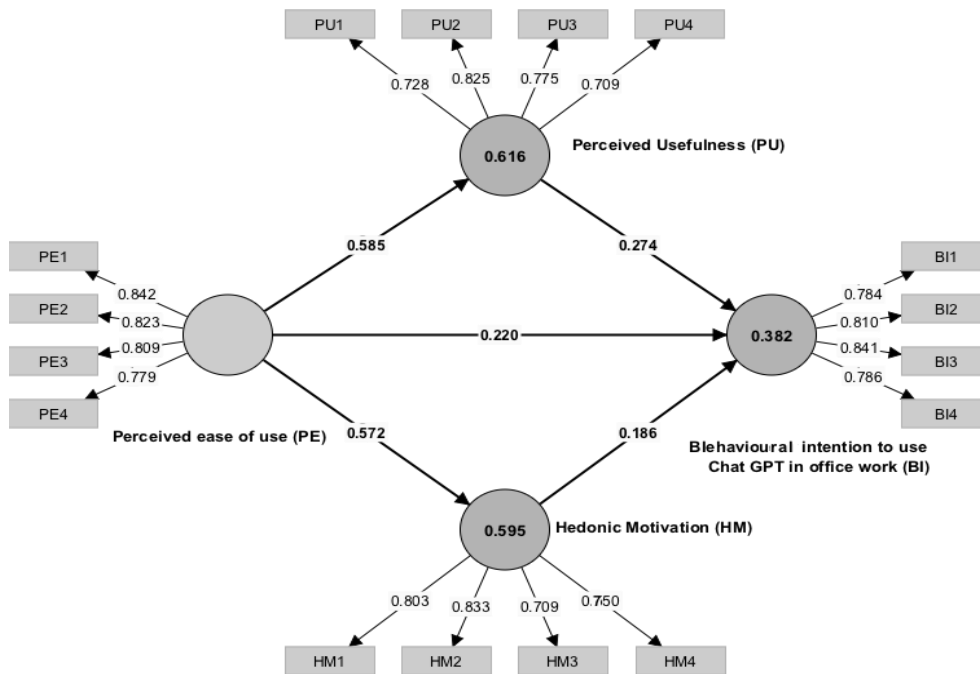 PU1 PU2 PU3 PU4
0.728 0.825 0.775 0.709
0.616
Perceived Usefulness (PU)
0.585 0.274
PE1
PE2
PE3
PE4
0.842
0.823
0.809
0.779
0.220
0.382
0.784
0.810
0.841
0.786
BI1
BI2
BI3
BI4
Perceived ease of use (PE)
0.572 0.186
Blehavioural intention to use
Chat GPT in office work (BI)
0.595
Hedonic Motivation (HM)
0.803 0.833 0.709
HM1 HM2 HM3 HM4